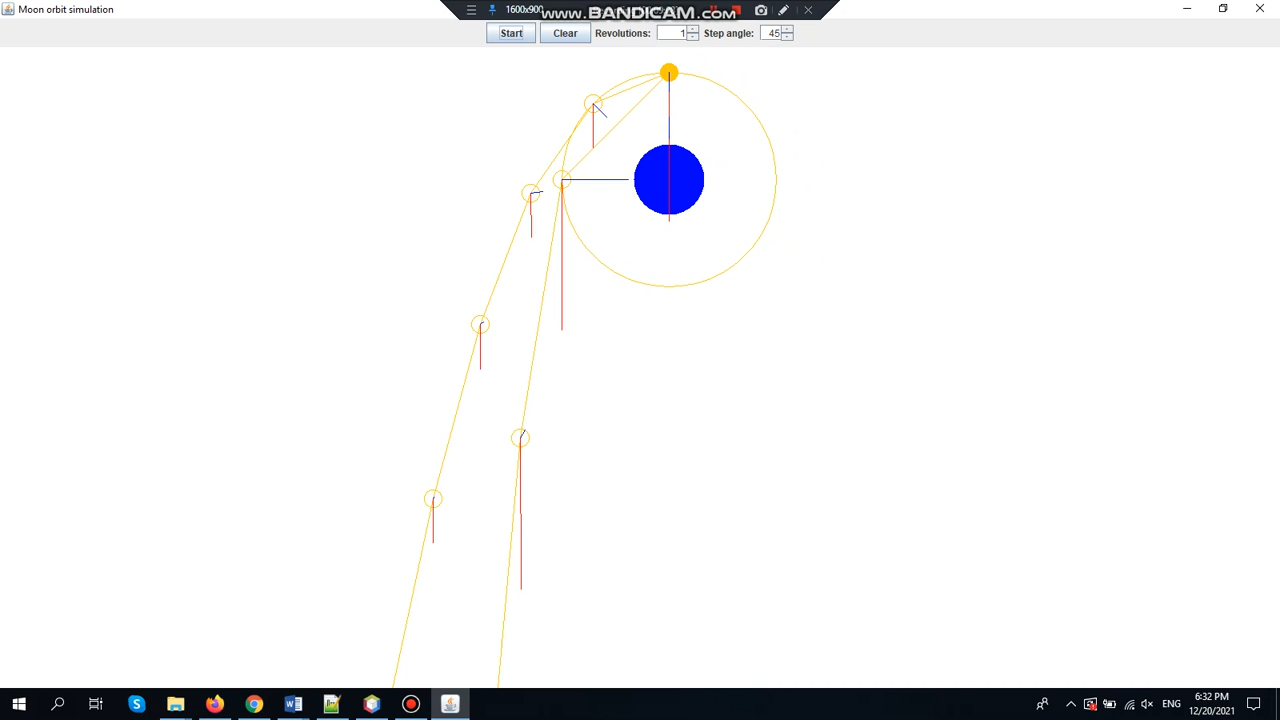 Moon orbit simulation
1600x900
www.BANDICAM.com
Start Clear Revolutions: 1 Step angle: 45
ENG
6:32 PM
12/20/2021